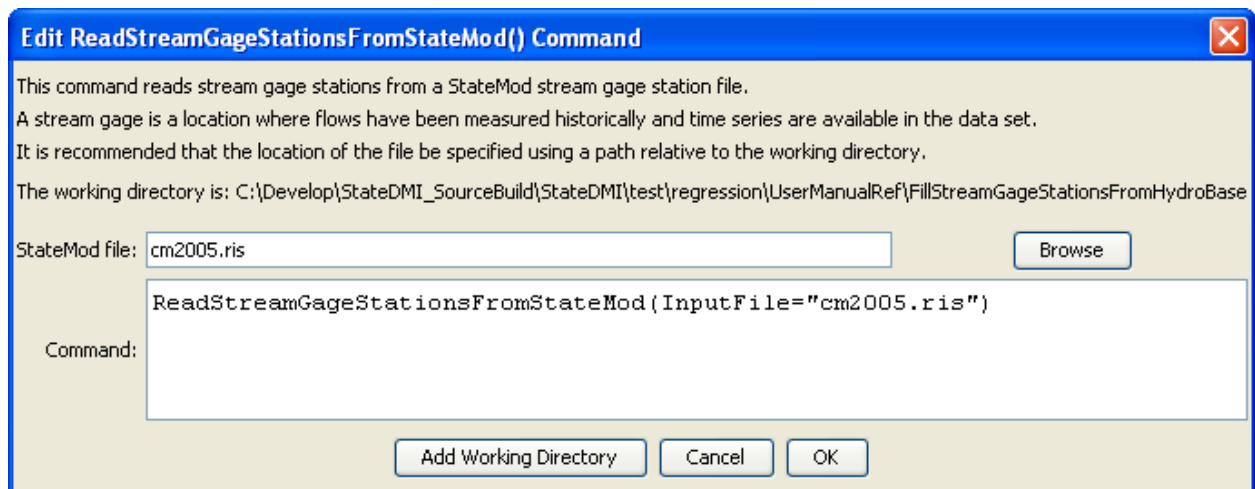 Edit ReadStreamGageStationsFromStateMod() Command
This command reads stream gage stations from a StateMod stream gage station file.
A stream gage is a location where flows have been measured historically and time series are available in the data set.
It is recommended that the location of the file be specified using a path relative to the working directory.
The working directory is: C:\Develop\StateDMI_SourceBuild\StateDMI\test\regression\UserManualRef\FillStreamGageStationsFromHydroBase
StateMod file: cm2005.ris Browse
ReadStreamGageStationsFromStateMod(InputFile="cm2005.ris")
Command:
Add Working Directory Cancel OK